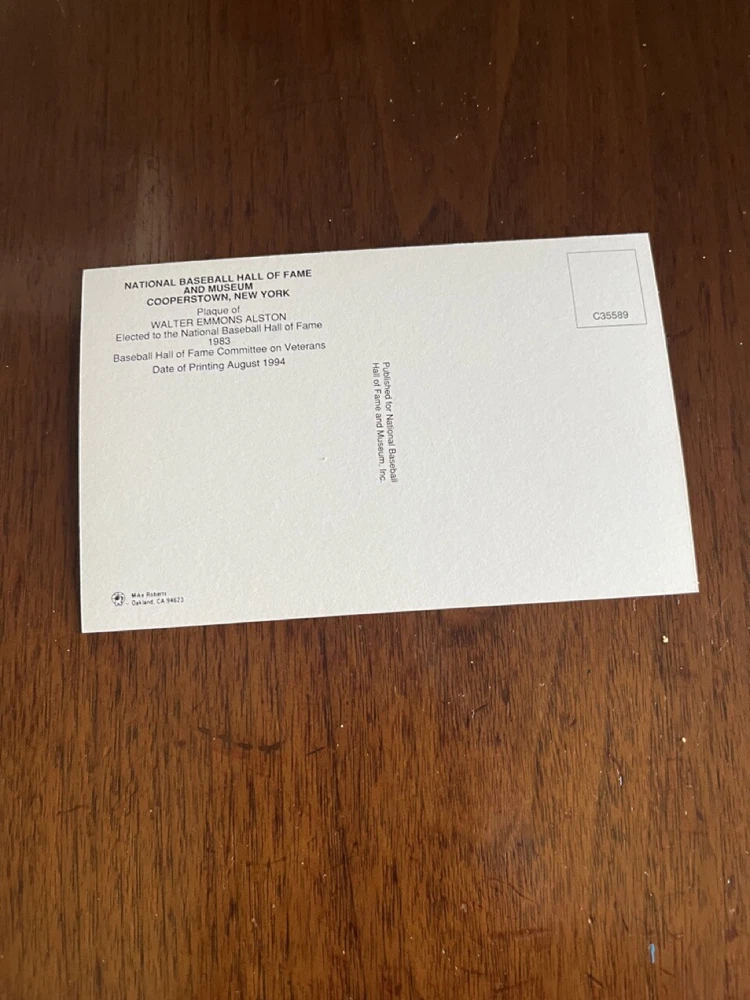 NATIONAL BASEBALL HALL OF FAME
AND MUSEUM
COOPERSTOWN, NEW YORK
Plaque of
WALTER EMMONS ALSTON
Elected to the National Baseball Hall of Fame
1983
Baseball Hall of Fame Committee on Veterans
Date of Printing August 1994
C35589
Published for National Baseball
Hall of Fame and Museum, Inc.
Mike Roberts
Oakland, CA 94623